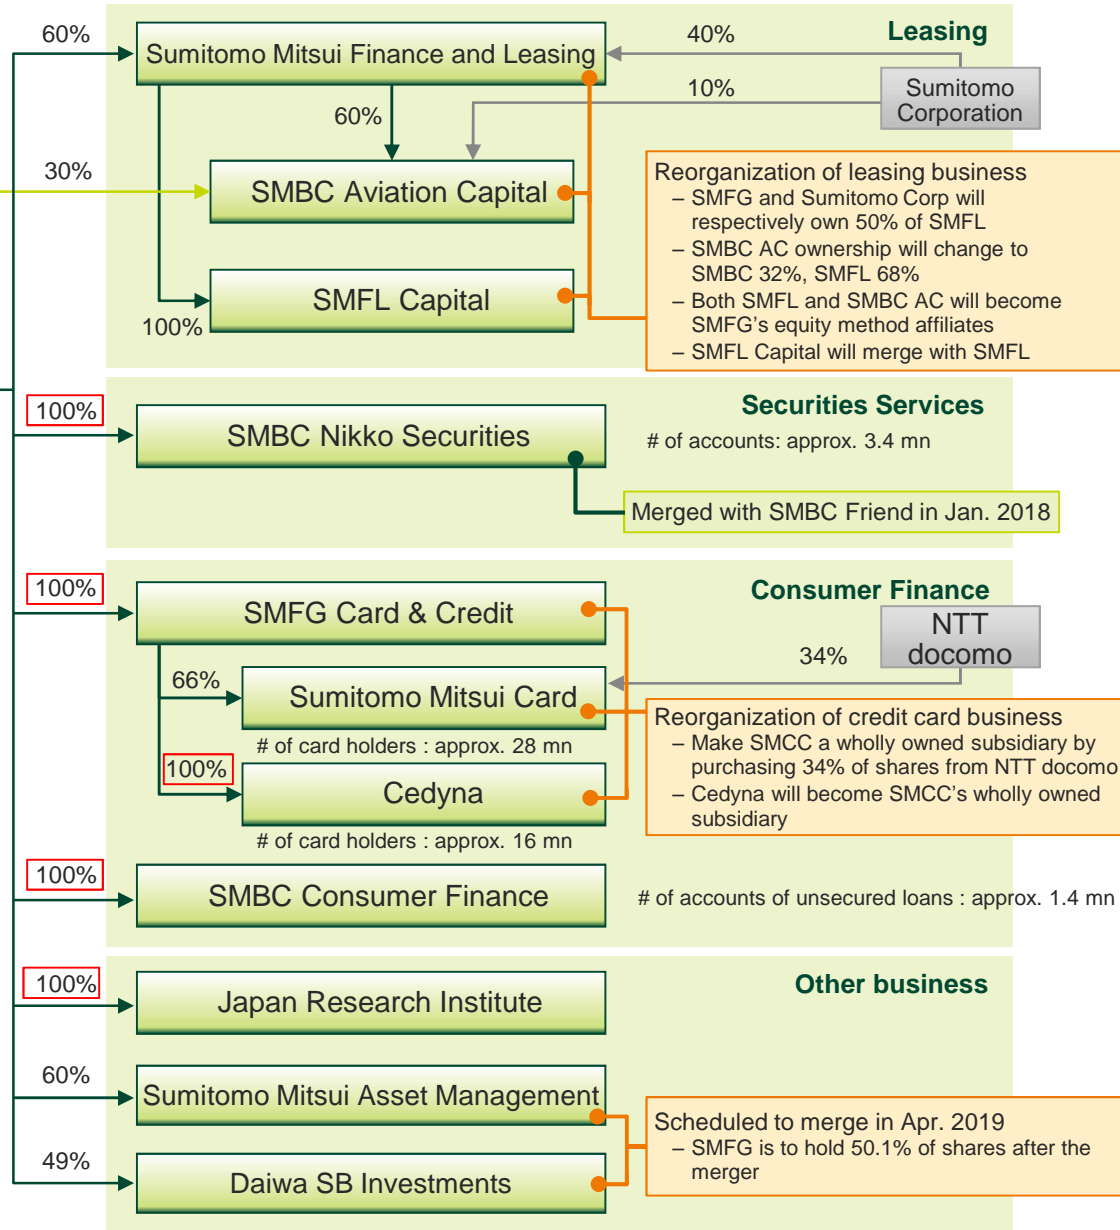 Leasing
60%
Sumitomo Mitsui Finance and Leasing
40%
10%
Sumitomo
Corporation
60%
30%
SMBC Aviation Capital
SMFL Capital
100%
Reorganization of leasing business
– SMFG and Sumitomo Corp will
respectively own 50% of SMFL
– SMBC AC ownership will change to
SMBC 32%, SMFL 68%
– Both SMFL and SMBC AC will become
SMFG's equity method affiliates
– SMFL Capital will merge with SMFL
Securities Services
100%
SMBC Nikko Securities
# of accounts: approx. 3.4 mn
Merged with SMBC Friend in Jan. 2018
Consumer Finance
100%
SMFG Card & Credit
NTT
docomo
34%
66%
Sumitomo Mitsui Card
# of card holders : approx. 28 mn
100%
Cedyna
# of card holders : approx. 16 mn
Reorganization of credit card business
– Make SMCC a wholly owned subsidiary by
purchasing 34% of shares from NTT docomo
– Cedyna will become SMCC's wholly owned
subsidiary
100%
SMBC Consumer Finance
# of accounts of unsecured loans : approx. 1.4 mn
Other business
100%
Japan Research Institute
60%
Sumitomo Mitsui Asset Management
49%
Daiwa SB Investments
Scheduled to merge in Apr. 2019
– SMFG is to hold 50.1% of shares after the
merger